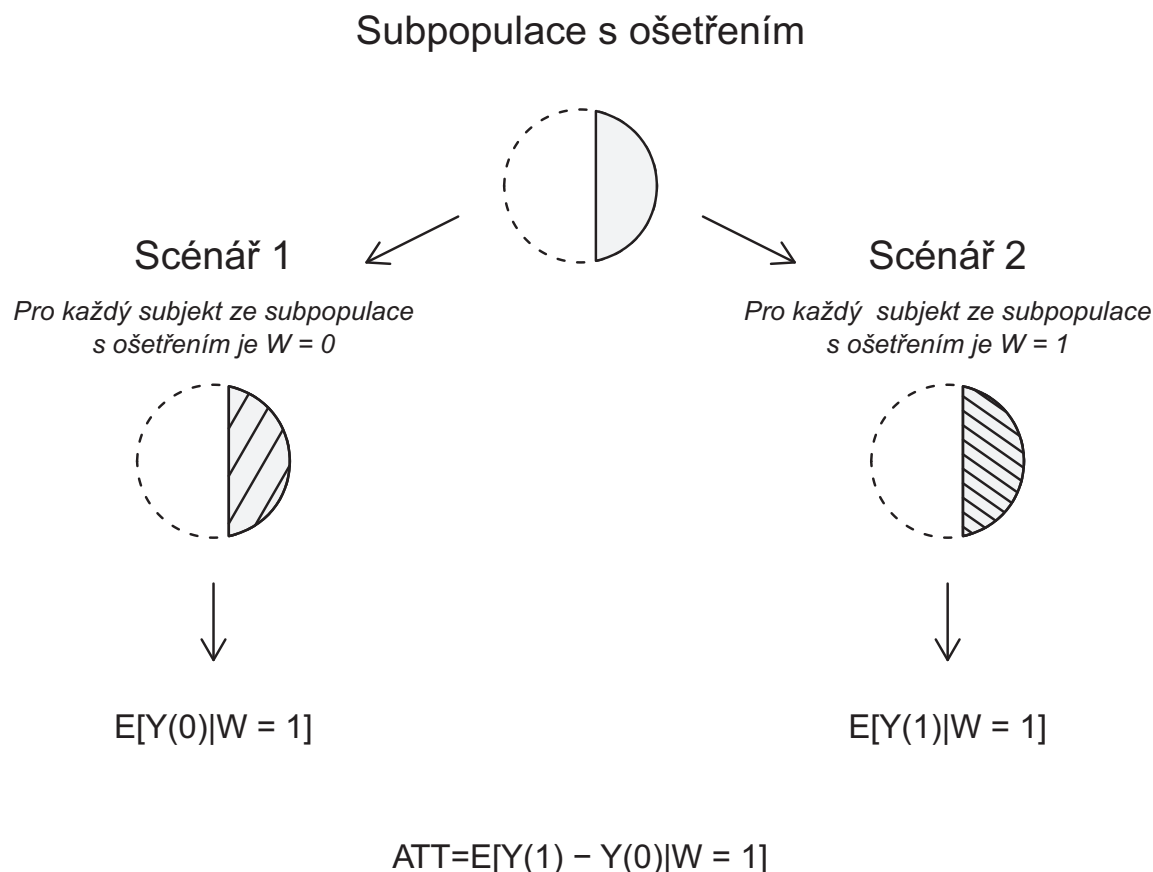 Subpopulace s ošetřením
Scénář 1
Pro každý subjekt ze subpopulace
s ošetřením je W = 0
E[Y(0)|W = 1]
Scénář 2
Pro každý subjekt ze subpopulace
s ošetřením je W = 1
E[Y(1)|W = 1]
ATT=E[Y(1) − Y(0)|W = 1]